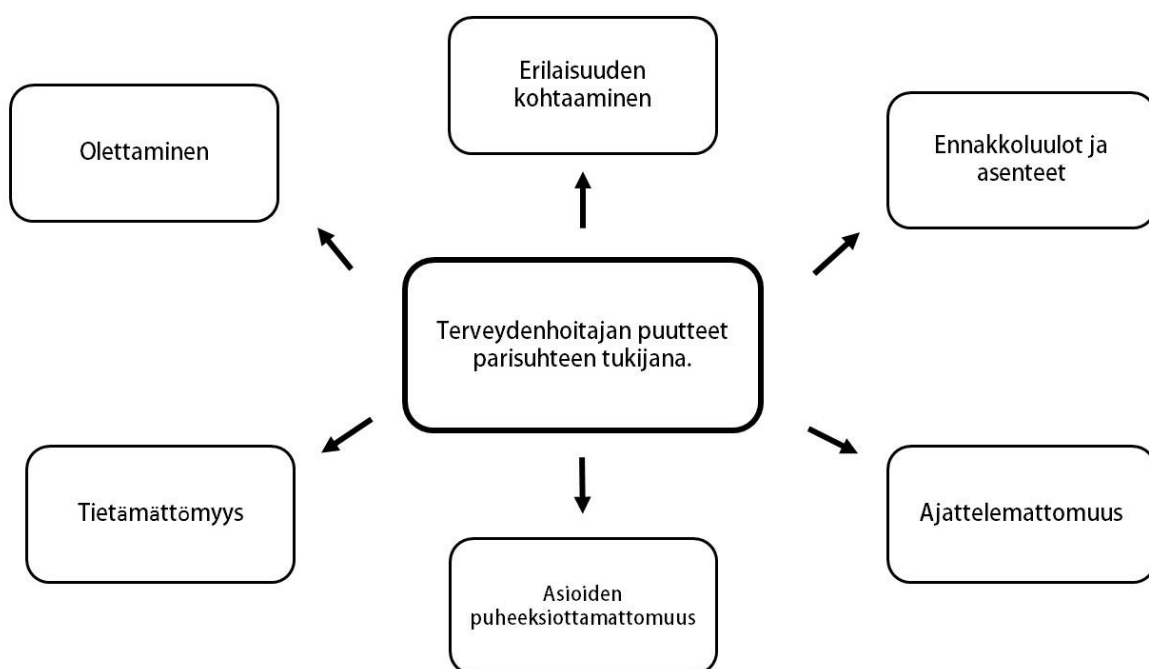 Erilaisuuden
kohtaaminen
Olettaminen
Ennakkoluulot ja
asenteet
Terveydenhoitajan puutteet
parisuhteen tukijana.
Tietämättömyys
Ajattelemattomuus
Asioiden
puheeksiottamattomuus